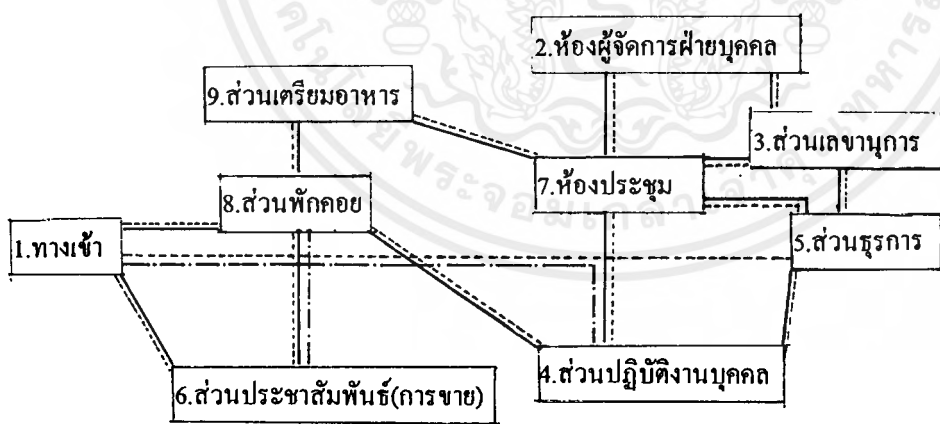 2.ห้องผู้จัดการฝ่ายบุคคล
9.ส่วนเตรียมอาหาร
3.ส่วนเลขานุการ
7.ห้องประชุม
8.ส่วนพักคอย
1.ทางเข้า
5.ส่วนธุรการ
4.ส่วนปฏิบัติงานบุคคล
6.ส่วนประชาสัมพันธ์(การขาย)